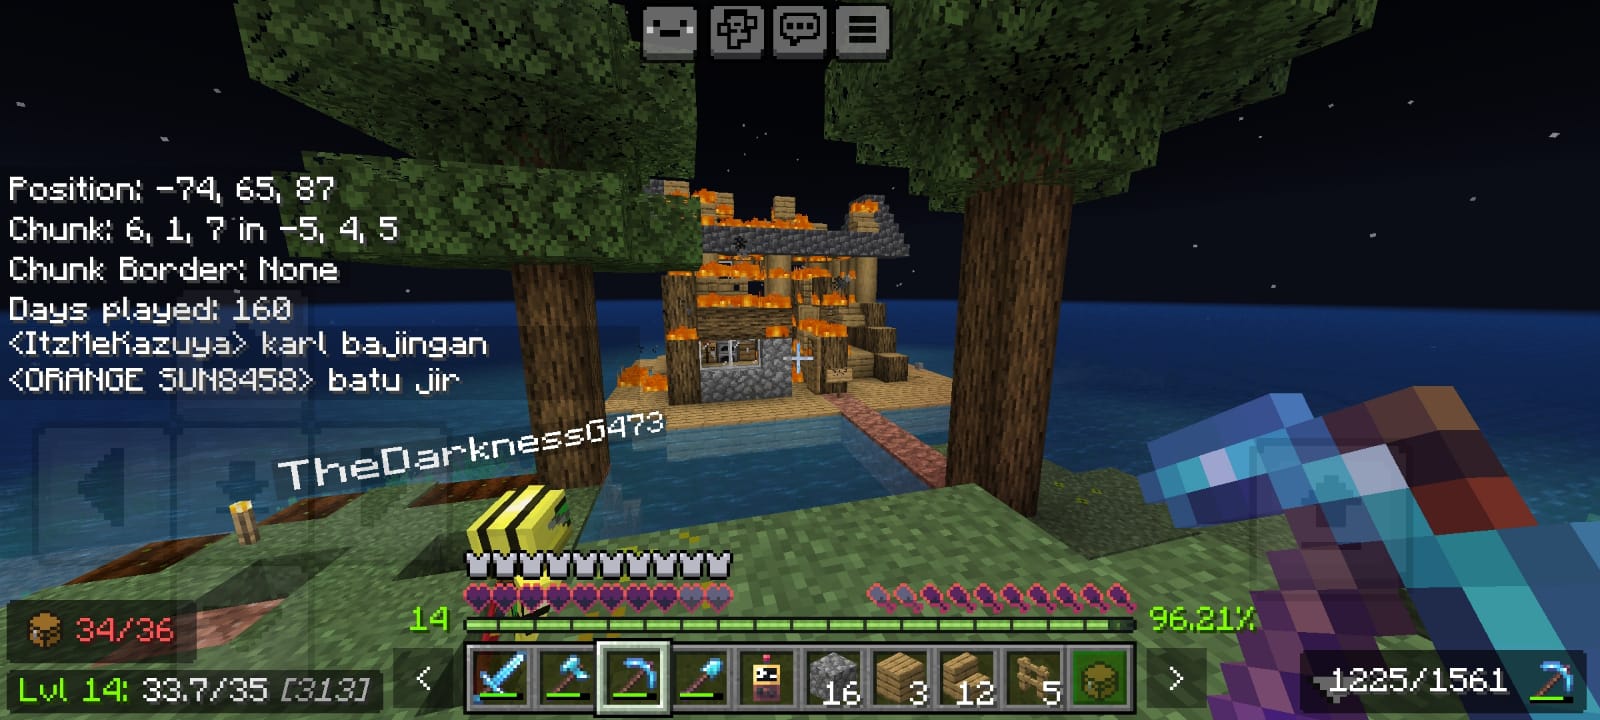 Position: -74, 65, 87
Chunk: 6, 1, 7 in -5, 4, 5
Chunk Border: None
Days played: 160
<ItzMeKazuya> karl bajingan
<ORANGE SUN8458> batu jir
TheDarknessG473
34/36
14
96.21%
Lvl 14: 33.7/35 [313]
<
16
3
12
5
>
1225/1561